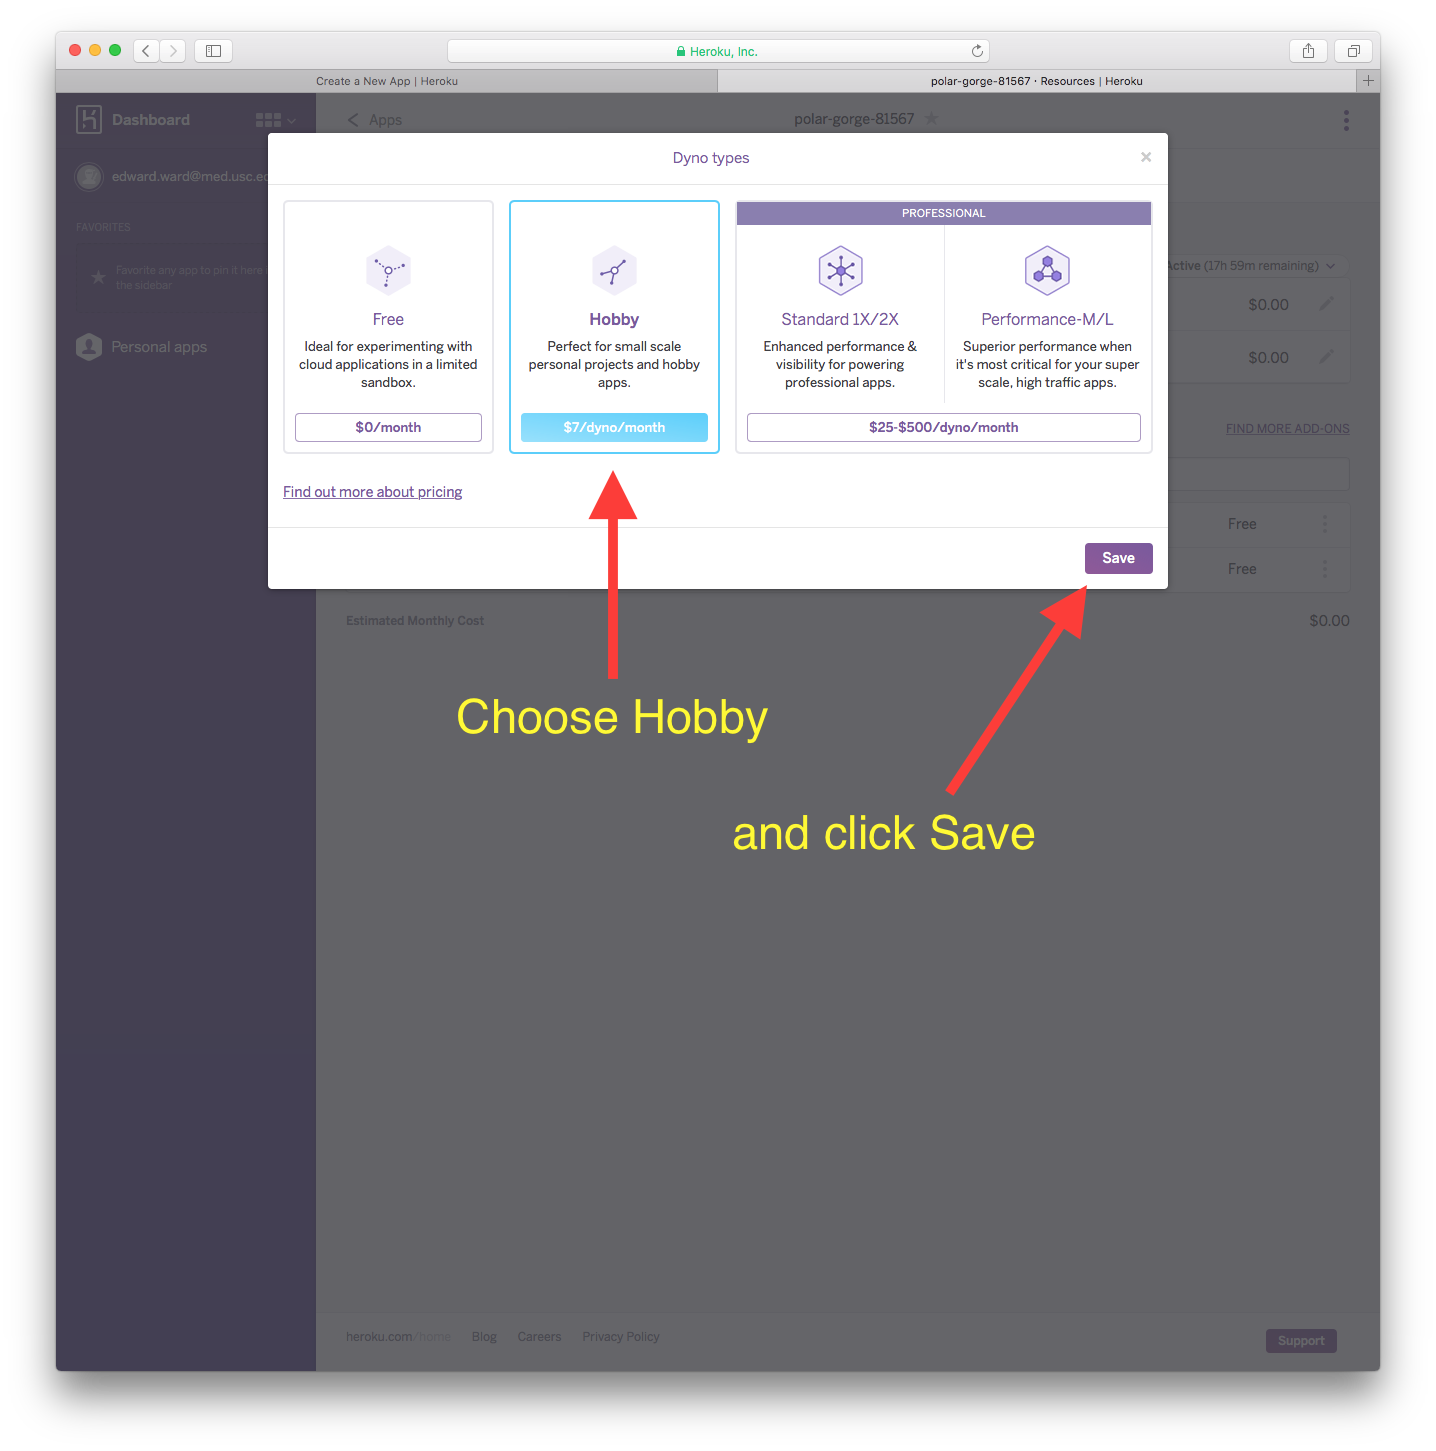 Heroku, Inc.
Create a New App | Heroku
polar-gorge-81567 · Resources | Heroku
Dashboard
Apps
polar-gorge-81567
edward.ward@med.usc.ec
FAVORITES
Favorite any app to pin it here
the sidebar
Personal apps
Dyno types
×
Free
Ideal for experimenting with
cloud applications in a limited
sandbox.
$0/month
Hobby
Perfect for small scale
personal projects and hobby
apps.
$7/dyno/month
PROFESSIONAL
Standard 1X/2X
Enhanced performance &
visibility for powering
professional apps.
Performance-M/L
Superior performance when
it's most critical for your super
scale, high traffic apps.
$25-$500/dyno/month
Find out more about pricing
Save
Active (17h 59m remaining)
$0.00
$0.00
FIND MORE ADD-ONS
Free
Free
Estimated Monthly Cost
$0.00
Choose Hobby
and click Save
heroku.com/home
Blog
Careers
Privacy Policy
Support